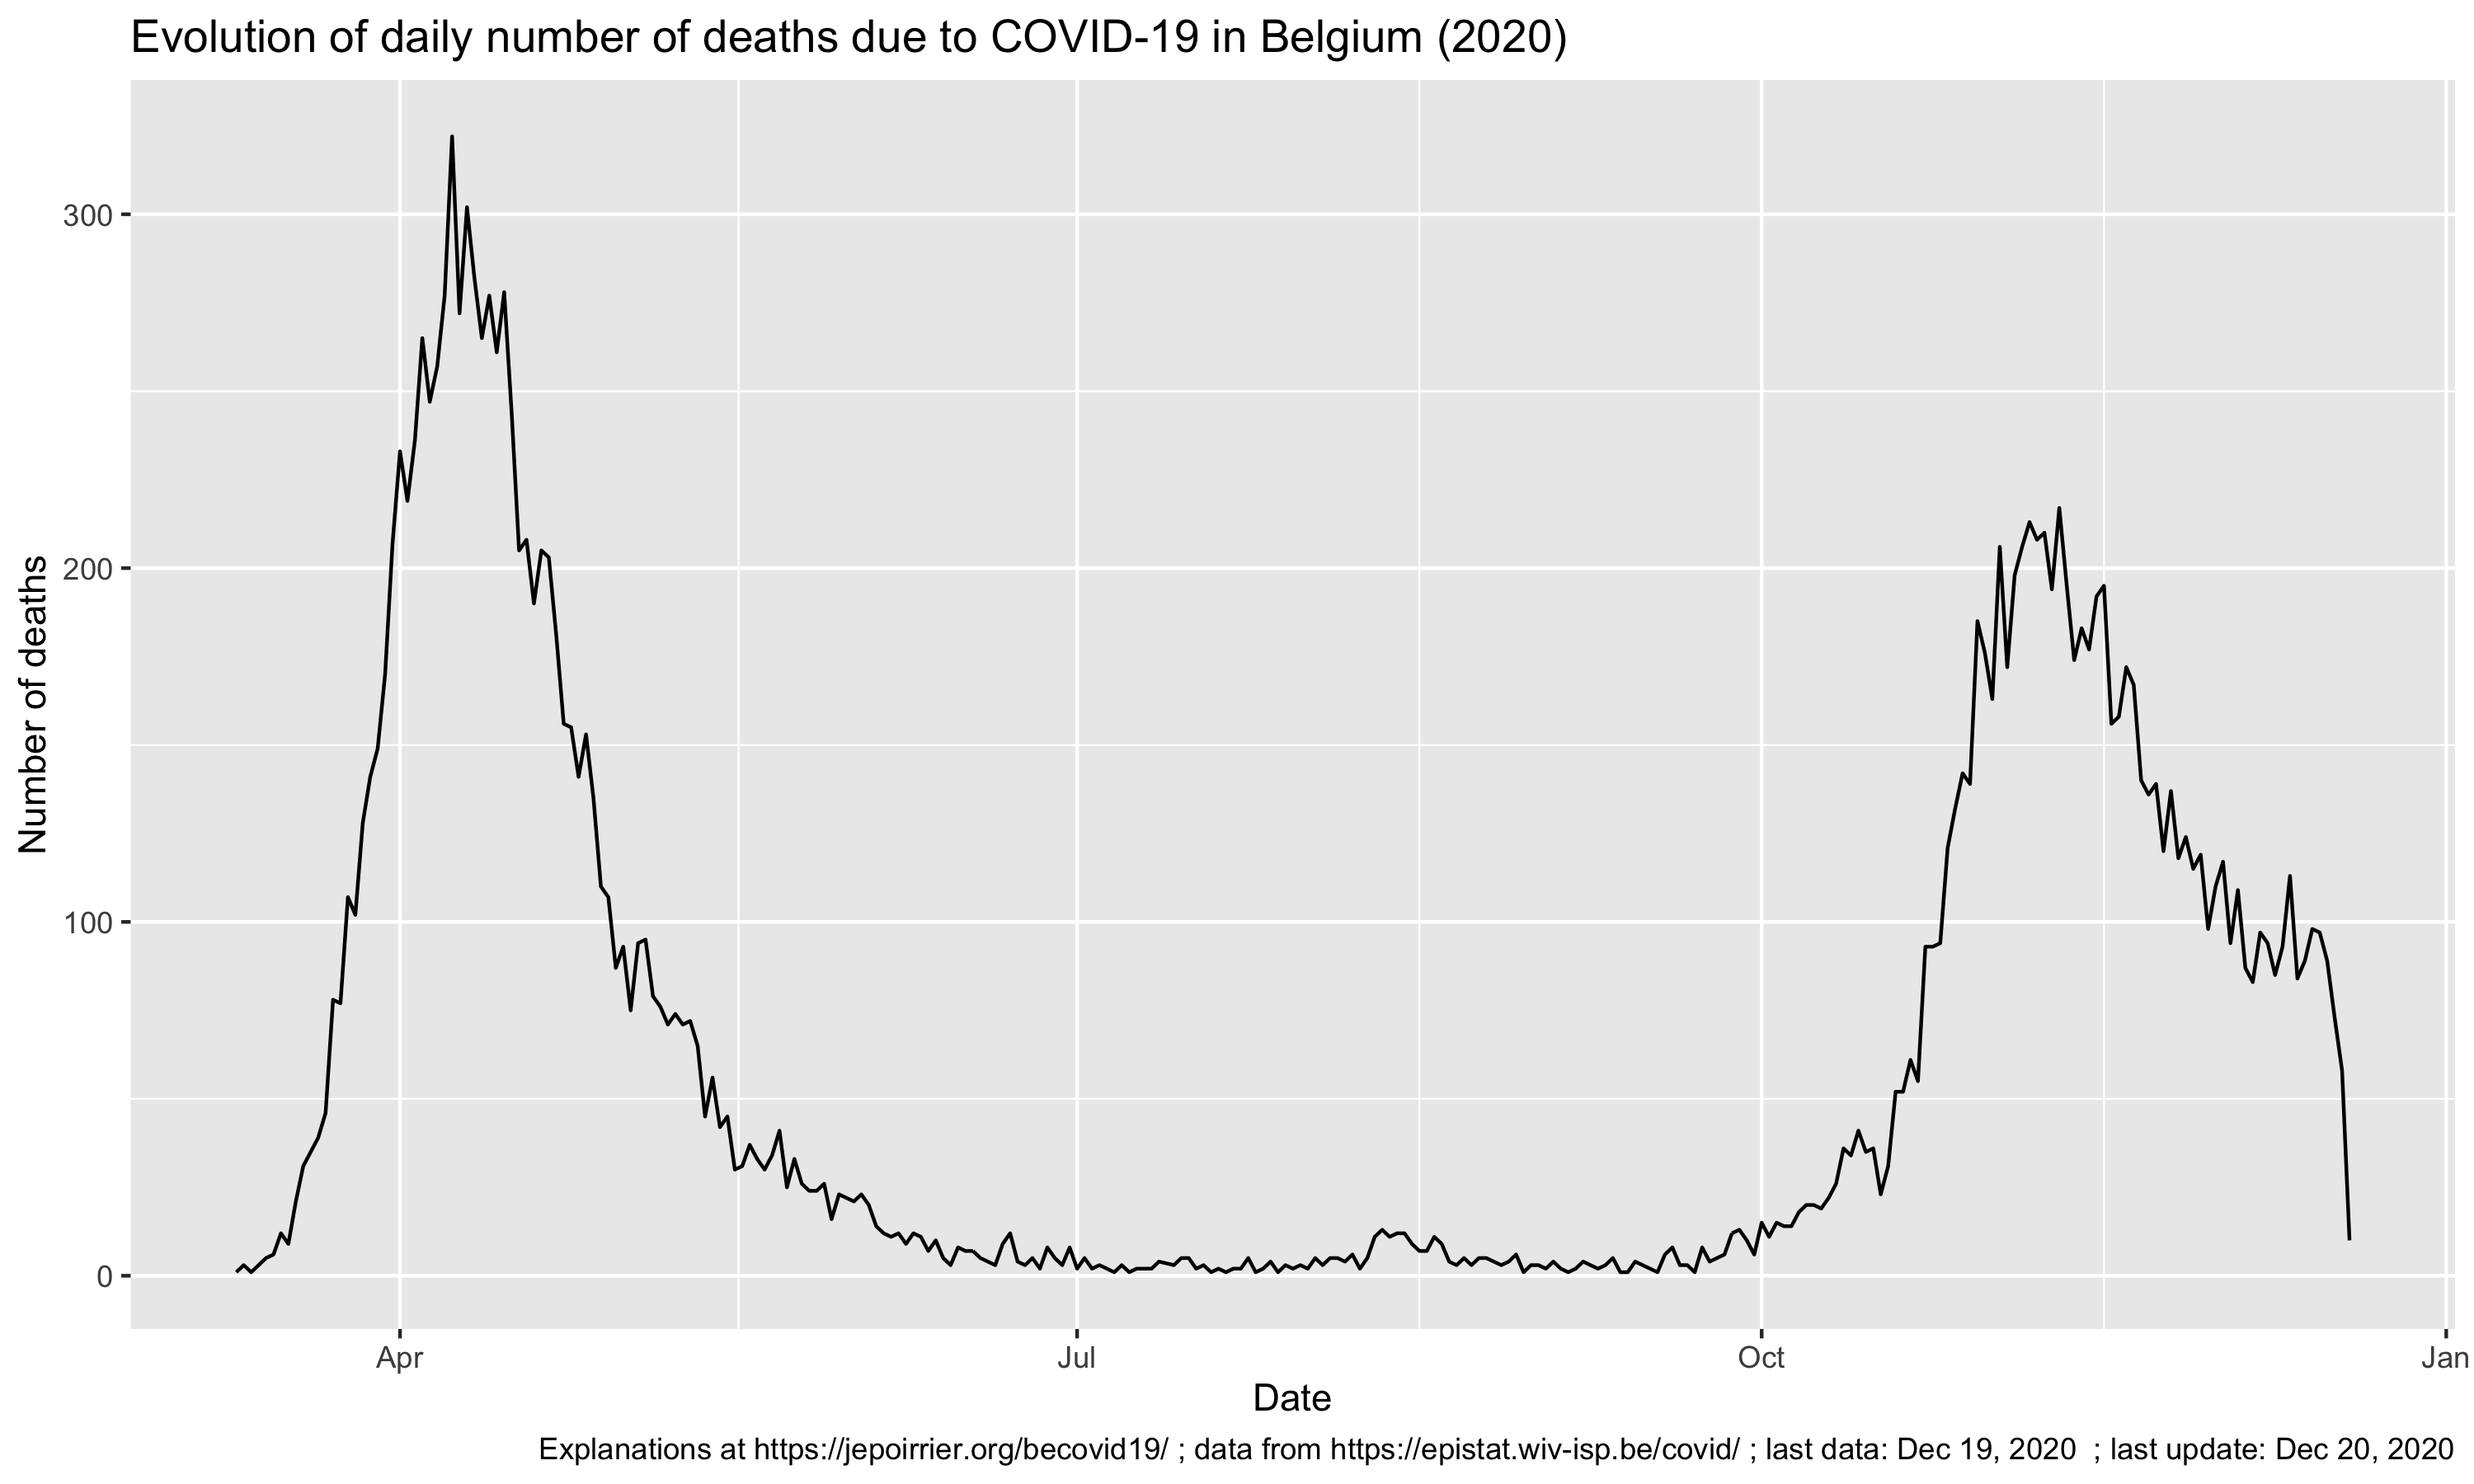 Evolution of daily number of deaths due to COVID-19 in Belgium (2020)
Number of deaths
300
200
100
0
Apr
Jul
Oct
Jan
Date
Explanations at https://jepoirrier.org/becovid19/ ; data from https://epistat.wiv-isp.be/covid/ ; last data: Dec 19, 2020  ; last update: Dec 20, 2020